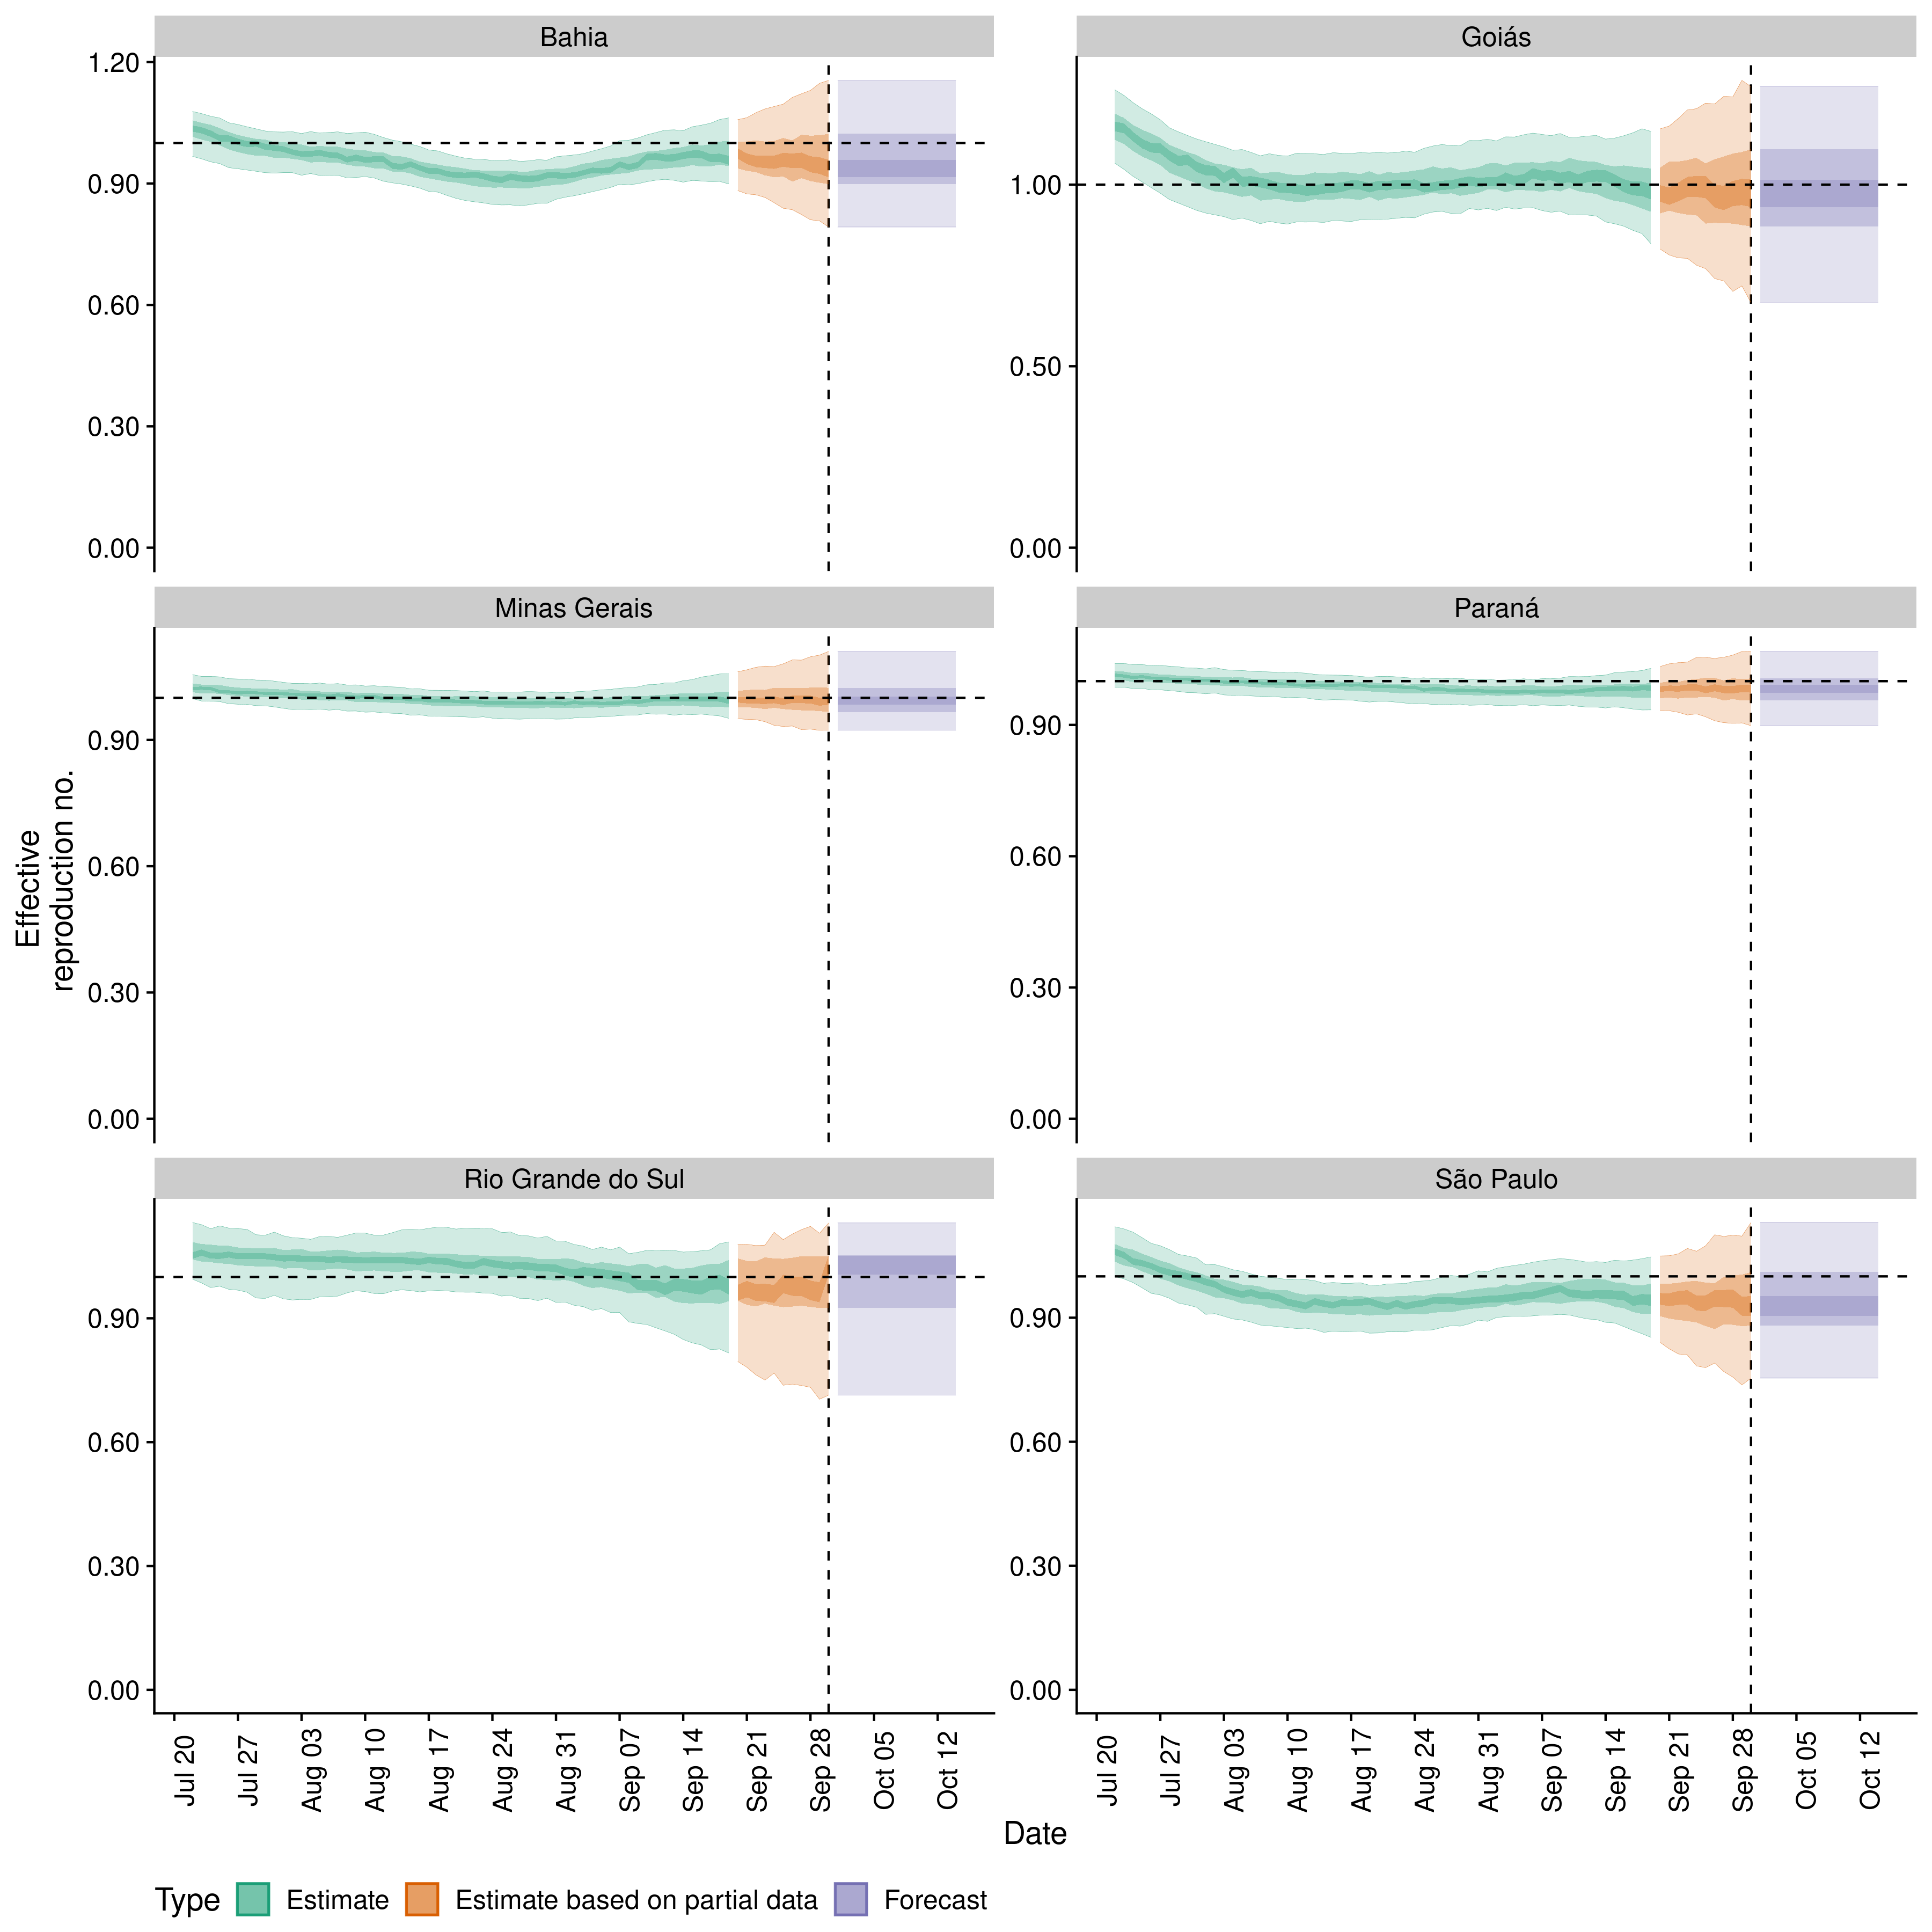 Bahia
Goiás
1.20
0.90
0.60
0.30
0.00
1.00
0.50
0.00
Minas Gerais
Paraná
0.90
0.60
0.30
0.00
0.90
0.60
0.30
0.00
Effective
reproduction no.
Rio Grande do Sul
São Paulo
0.90
0.60
0.30
0.00
0.90
0.60
0.30
0.00
Jul 20
Jul 27
Aug 03
Aug 10
Aug 17
Aug 24
Aug 31
Sep 07
Sep 14
Sep 21
Sep 28
Oct 05
Oct 12
Jul 20
Jul 27
Aug 03
Aug 10
Aug 17
Aug 24
Aug 31
Sep 07
Sep 14
Sep 21
Sep 28
Oct 05
Oct 12
Date
Type Estimate Estimate based on partial data Forecast